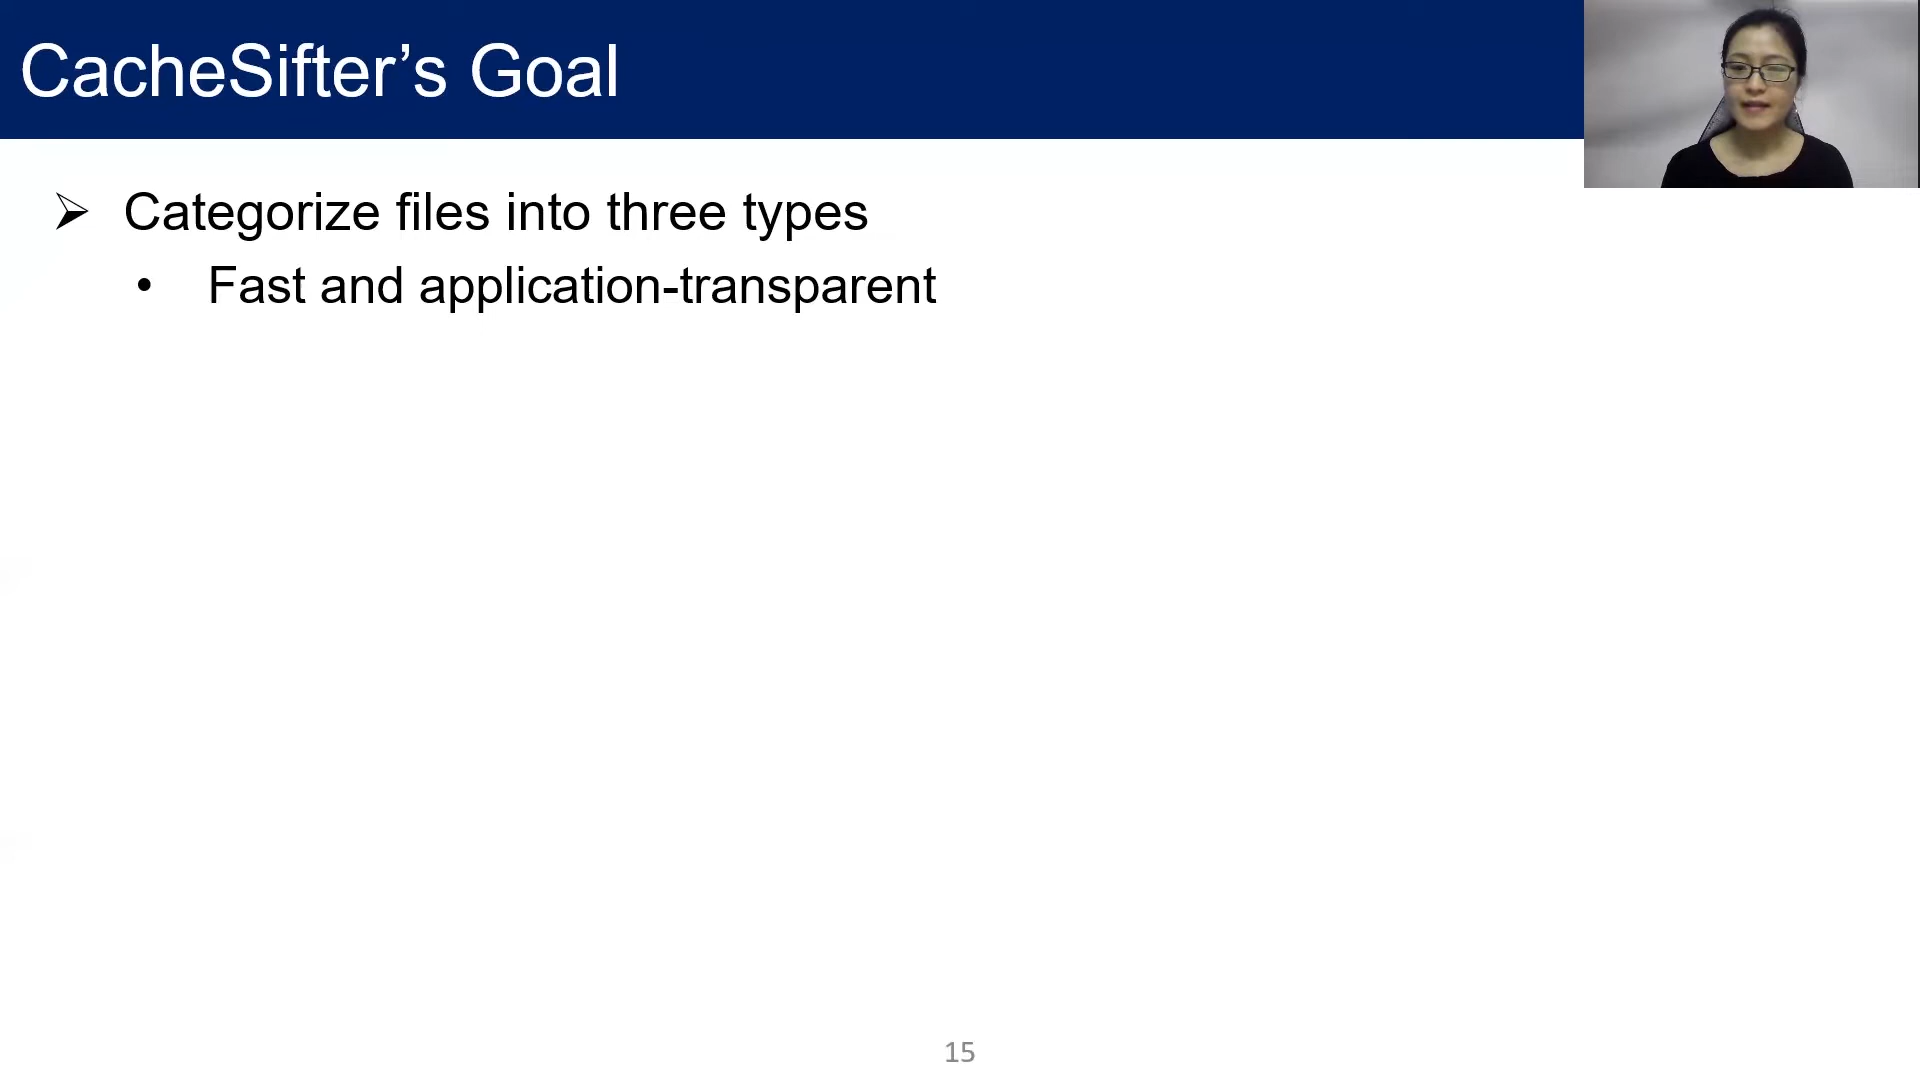 CacheSifter’s Goal
➢ Categorize files into three types
• Fast and application-transparent
15